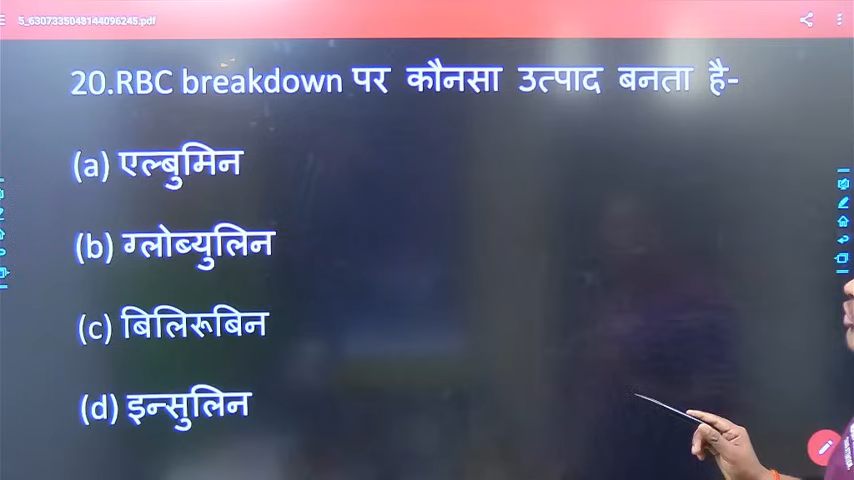 5_6307335048144096245.pdf
20.RBC breakdown पर कौनसा उत्पाद बनता है-
(a) एल्बुमिन
(b) ग्लोब्युलिन
(c) बिलिरूबिन
(d) इन्सुलिन